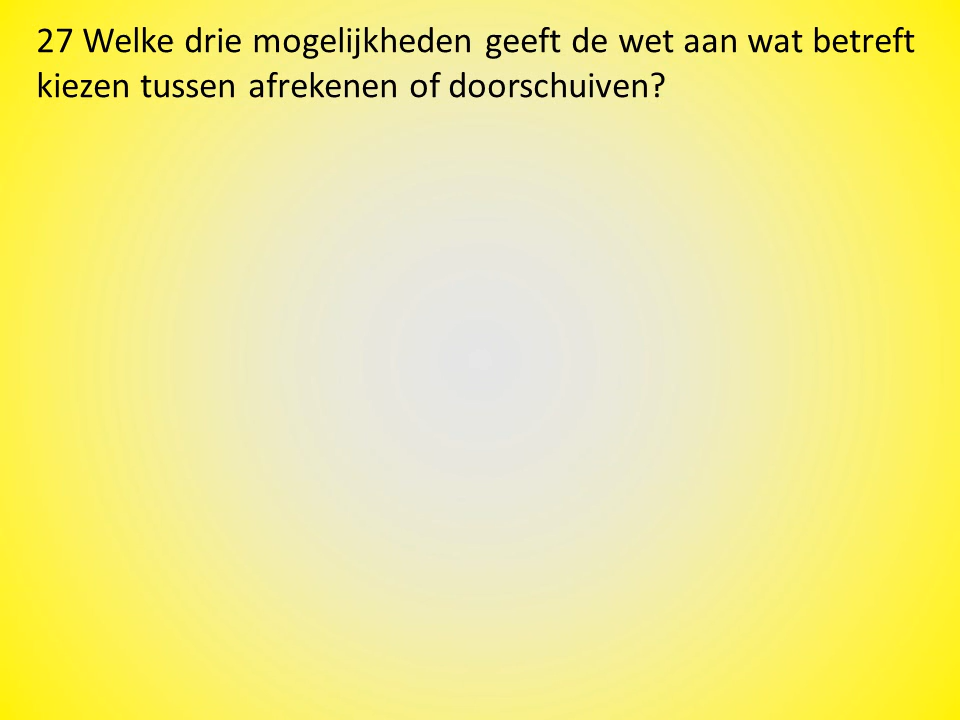 27 Welke drie mogelijkheden geeft de wet aan wat betreft
kiezen tussen afrekenen of doorschuiven?